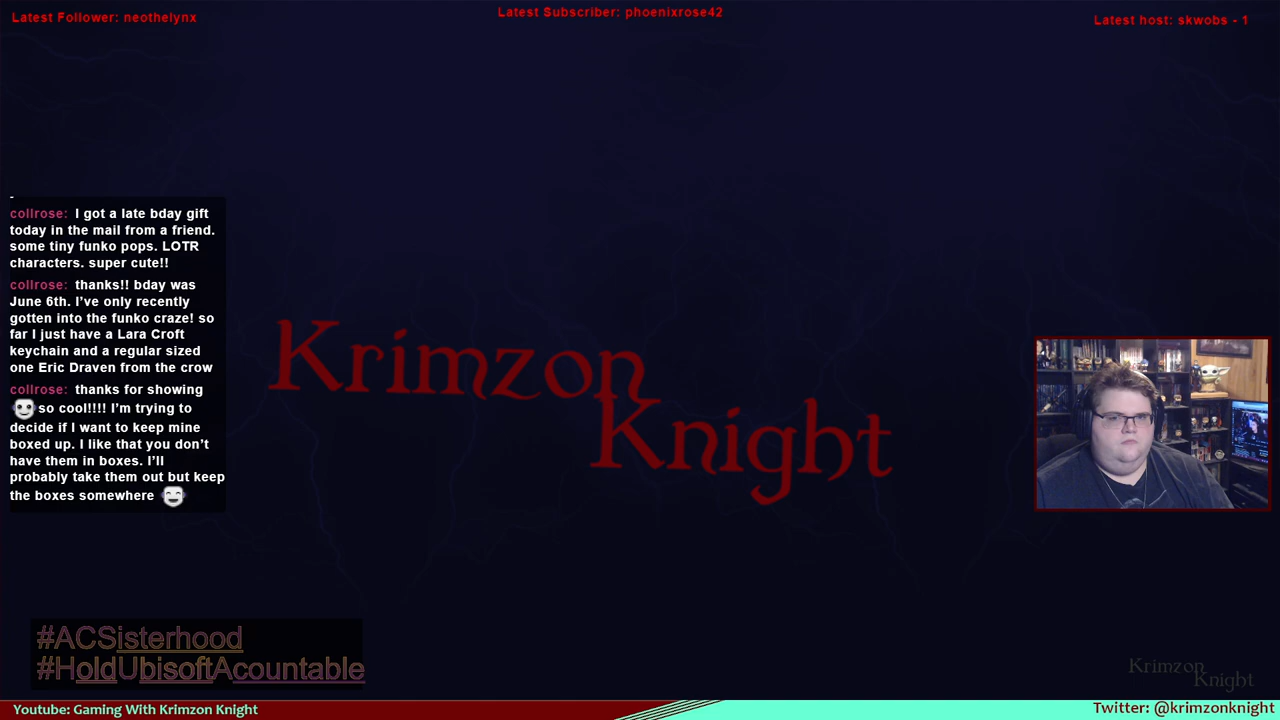 Latest Follower: neothelynx
Latest Subscriber: phoenixrose42
Latest host: skwobs - 1
collrose: I got a late bday gift
today in the mail from a friend.
some tiny funko pops. LOTR
characters. super cute!!
collrose: thanks!! bday was
June 6th. I've only recently
gotten into the funko craze! so
far I just have a Lara Croft
keychain and a regular sized
one Eric Draven from the crow
collrose: thanks for showing
so cool!!!! I'm trying to
decide if I want to keep mine
boxed up. I like that you don't
have them in boxes. I'll
probably take them out but keep
the boxes somewhere
Krimzon
Knight
#ACSisterhood
#HoldUbisoftAcountable
Krimzon
Knight
Youtube: Gaming With Krimzon Knight
Twitter: @krimzonknight